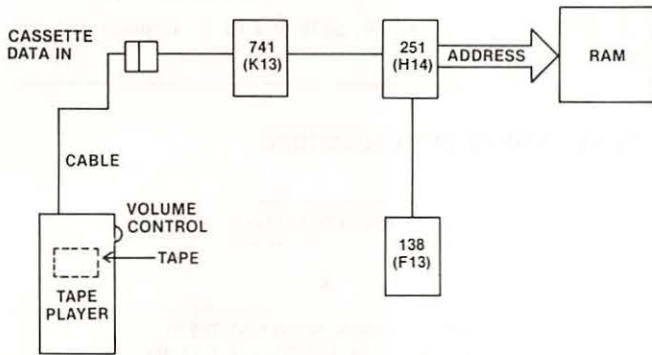 CASSETTE
DATA IN
741
(K13)
251
(H14)
ADDRESS
RAM
CABLE
VOLUME
CONTROL
TAPE
TAPE
PLAYER
138
(F13)